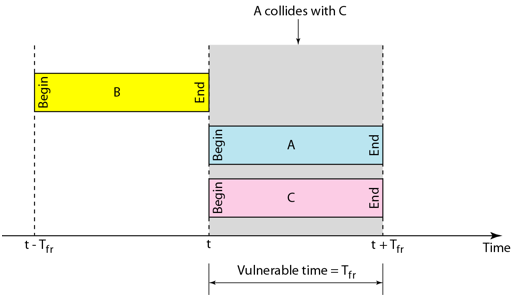 A collides with C
Begin B End
Begin A End
Begin C End
t - Tfr t t + Tfr Time
Vulnerable time = Tfr